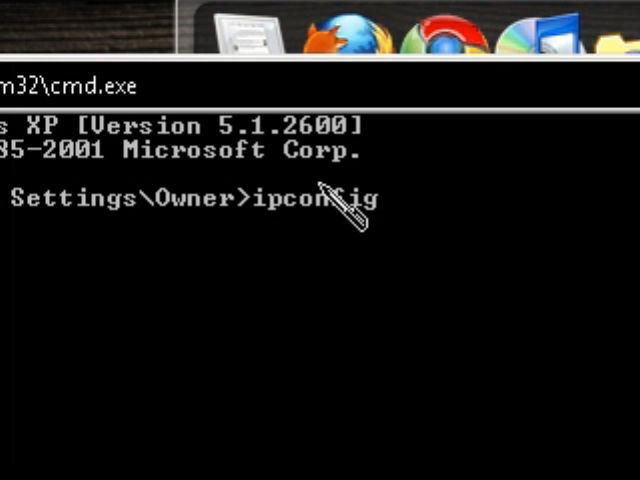 m32\cmd.exe
s XP [Version 5.1.2600]
85-2001 Microsoft Corp.
Settings\Owner>ipconfig